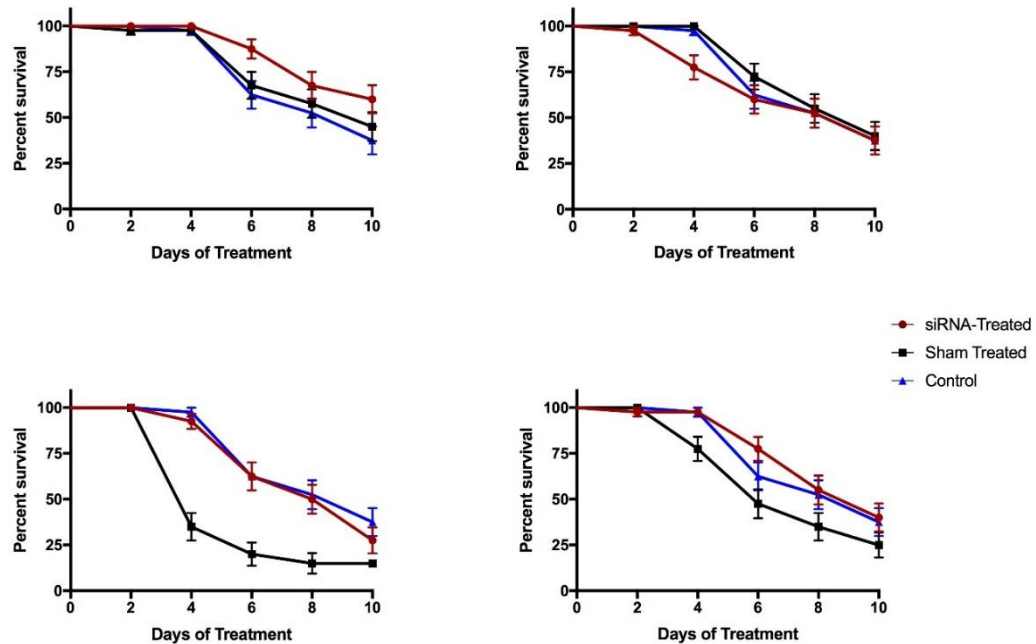 100
75
50
25
0
Percent survival
0 2 4 6 8 10
Days of Treatment
100
75
50
25
0
Percent survival
0 2 4 6 8 10
Days of Treatment
siRNA-Treated
Sham Treated
Control
100
75
50
25
0
Percent survival
0 2 4 6 8 10
Days of Treatment
100
75
50
25
0
Percent survival
0 2 4 6 8 10
Days of Treatment